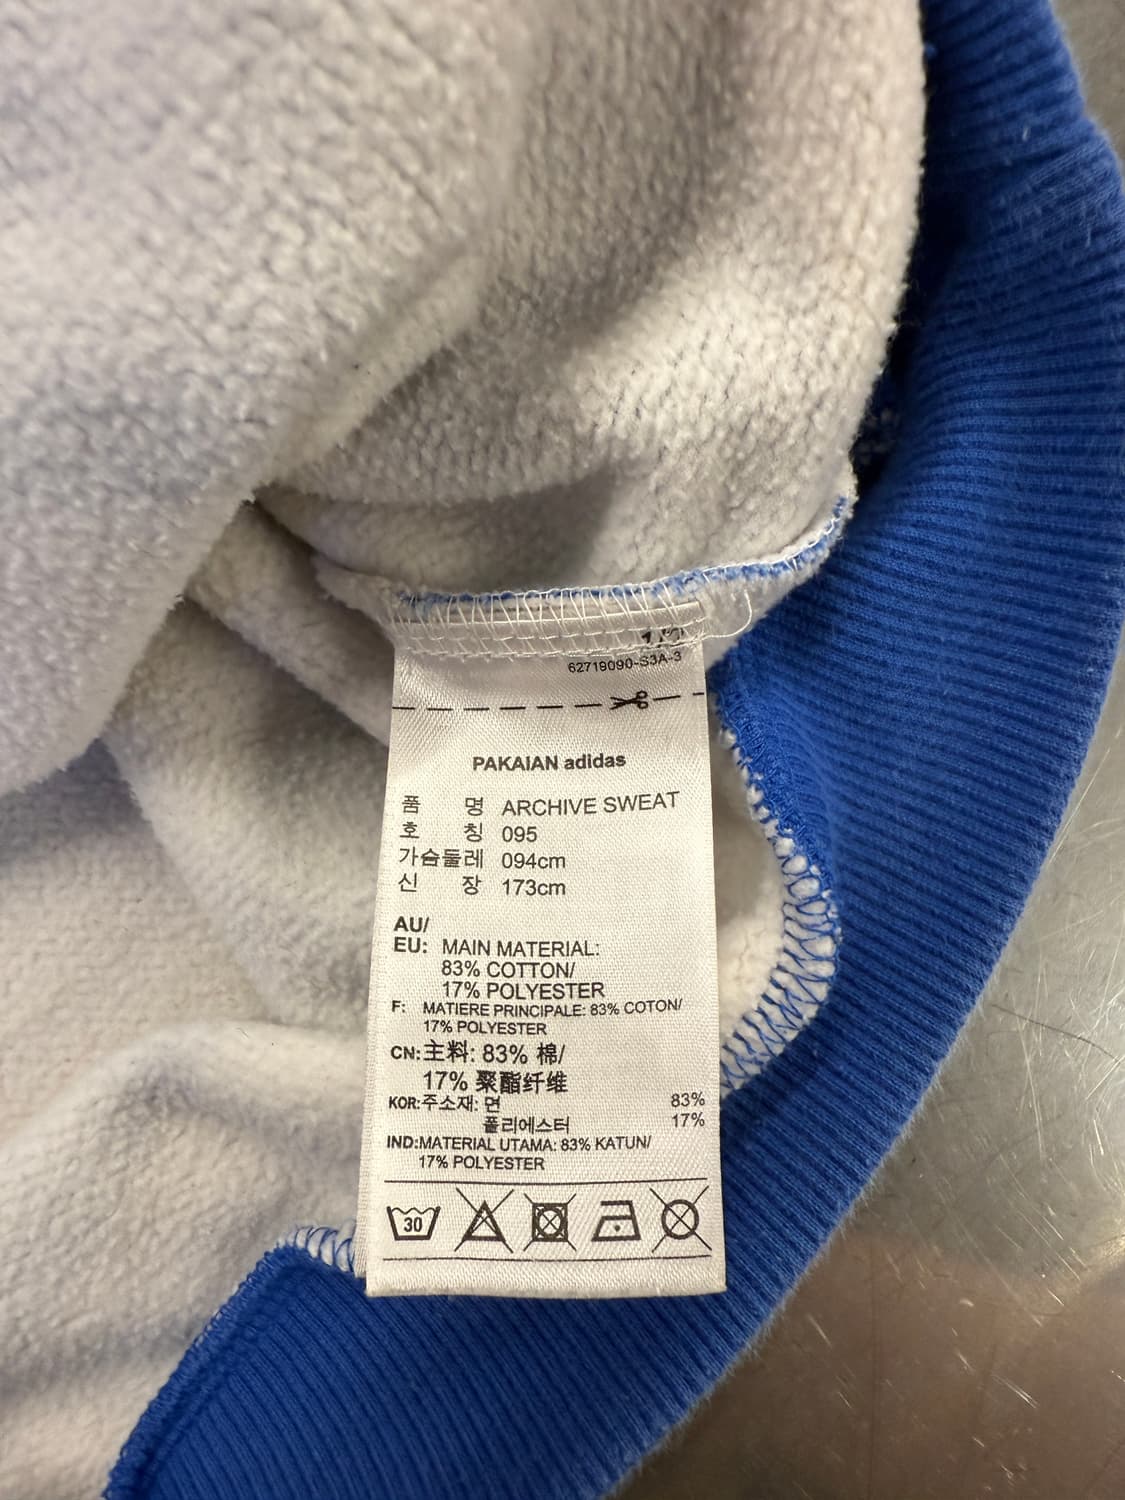 62719090-S3A-3
PAKAIAN adidas
품 명 ARCHIVE SWEAT
호 칭 095
가슴둘레 094cm
신 장 173cm
AU/
EU: MAIN MATERIAL:
83% COTTON/
17% POLYESTER
F: MATIERE PRINCIPALE: 83% COTON/
17% POLYESTER
CN:主料: 83% 棉/
17% 聚酯纤维
KOR:주소재: 면 83%
폴리에스터 17%
IND:MATERIAL UTAMA: 83% KATUN/
17% POLYESTER
30